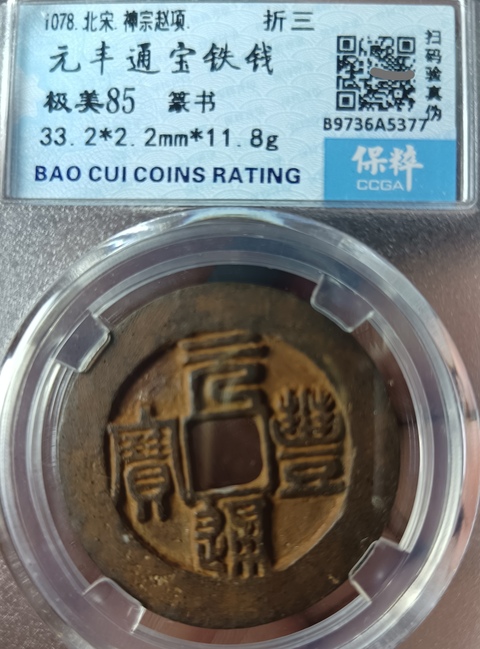 1078.北宋.神宗赵项. 折三
元丰通宝铁钱
极美85 篆书
33.2*2.2mm*11.8g
BAO CUI COINS RATING
扫码验真伪
B9736A5377
保粹
CCGA
元豐通寶